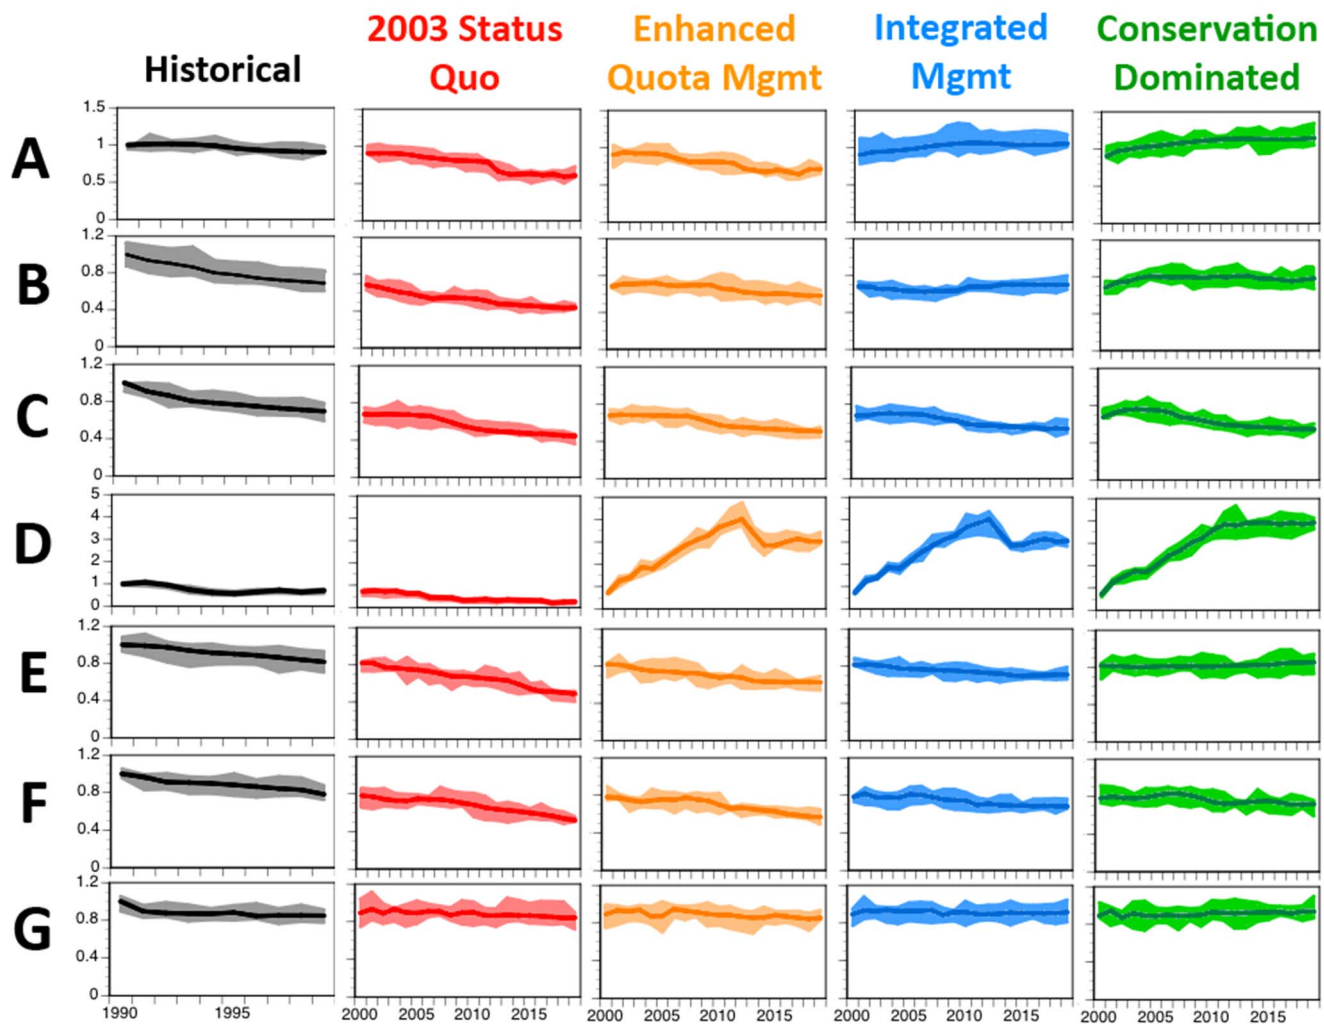 Historical
2003 Status
Quo
Enhanced
Quota Mgmt
Integrated
Mgmt
Conservation
Dominated
A
1.5
1
0.5
0
B
1.2
0.8
0.4
0
C
1.2
0.8
0.4
0
D
5
4
3
2
1
0
E
1.2
0.8
0.4
0
F
1.2
0.8
0.4
0
G
1.2
0.8
0.4
0
1990 1995
2000 2005 2010 2015
2000 2005 2010 2015
2000 2005 2010 2015
2000 2005 2010 2015